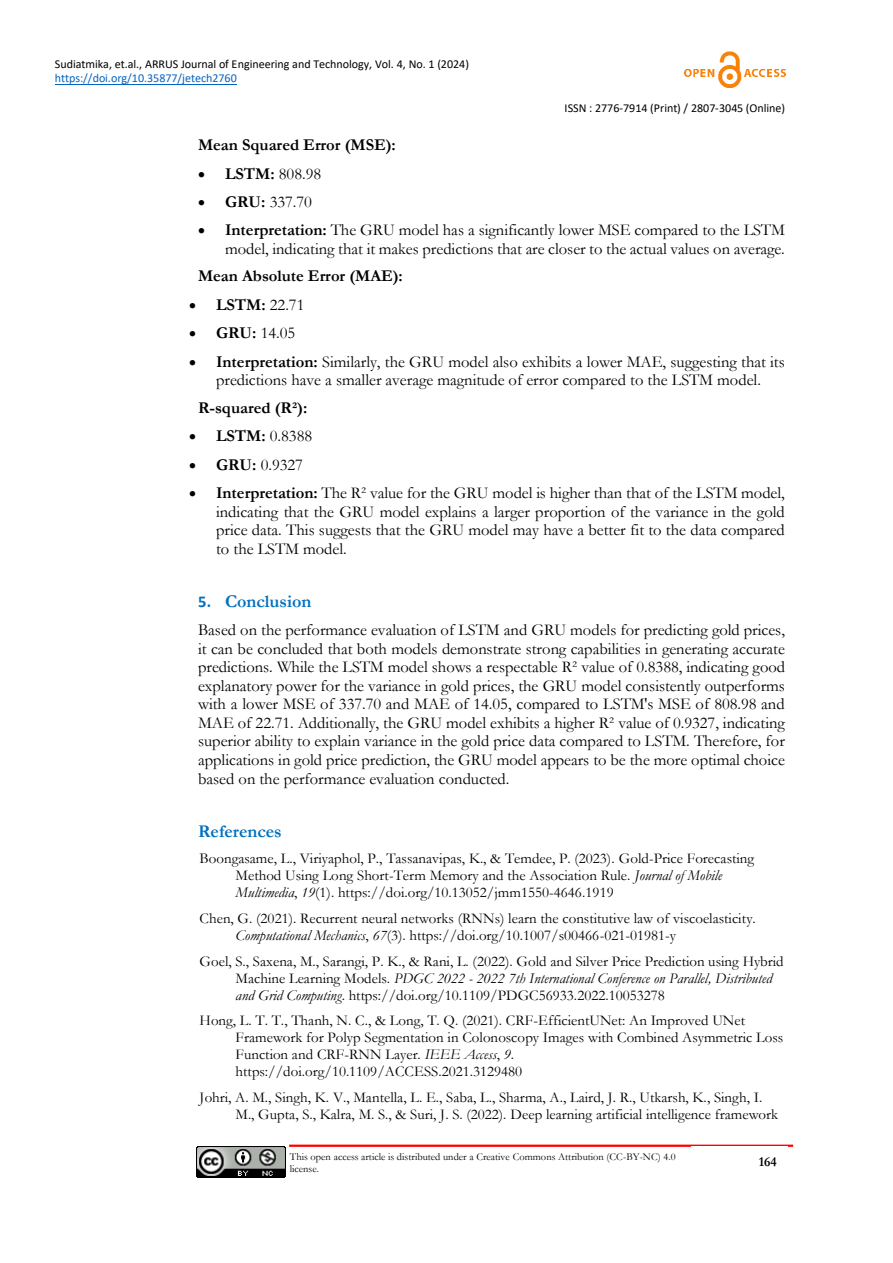 Sudiatmika, et.al., ARRUS Journal of Engineering and Technology, Vol. 4, No. 1 (2024)
https://doi.org/10.35877/jetech2760
OPEN ACCESS
ISSN : 2776-7914 (Print) / 2807-3045 (Online)
Mean Squared Error (MSE):
• LSTM: 808.98
• GRU: 337.70
• Interpretation: The GRU model has a significantly lower MSE compared to the LSTM
model, indicating that it makes predictions that are closer to the actual values on average.
Mean Absolute Error (MAE):
• LSTM: 22.71
• GRU: 14.05
• Interpretation: Similarly, the GRU model also exhibits a lower MAE, suggesting that its
predictions have a smaller average magnitude of error compared to the LSTM model.
R-squared (R²):
• LSTM: 0.8388
• GRU: 0.9327
• Interpretation: The R² value for the GRU model is higher than that of the LSTM model,
indicating that the GRU model explains a larger proportion of the variance in the gold
price data. This suggests that the GRU model may have a better fit to the data compared
to the LSTM model.
5. Conclusion
Based on the performance evaluation of LSTM and GRU models for predicting gold prices,
it can be concluded that both models demonstrate strong capabilities in generating accurate
predictions. While the LSTM model shows a respectable R² value of 0.8388, indicating good
explanatory power for the variance in gold prices, the GRU model consistently outperforms
with a lower MSE of 337.70 and MAE of 14.05, compared to LSTM's MSE of 808.98 and
MAE of 22.71. Additionally, the GRU model exhibits a higher R² value of 0.9327, indicating
superior ability to explain variance in the gold price data compared to LSTM. Therefore, for
applications in gold price prediction, the GRU model appears to be the more optimal choice
based on the performance evaluation conducted.
References
Boongasame, L., Viriyaphol, P., Tassanavipas, K., & Temdee, P. (2023). Gold-Price Forecasting
Method Using Long Short-Term Memory and the Association Rule. Journal of Mobile
Multimedia, 19(1). https://doi.org/10.13052/jmm1550-4646.1919
Chen, G. (2021). Recurrent neural networks (RNNs) learn the constitutive law of viscoelasticity.
Computational Mechanics, 67(3). https://doi.org/10.1007/s00466-021-01981-y
Goel, S., Saxena, M., Sarangi, P. K., & Rani, L. (2022). Gold and Silver Price Prediction using Hybrid
Machine Learning Models. PDGC 2022 - 2022 7th International Conference on Parallel, Distributed
and Grid Computing. https://doi.org/10.1109/PDGC56933.2022.10053278
Hong, L. T. T., Thanh, N. C., & Long, T. Q. (2021). CRF-EfficientUNet: An Improved UNet
Framework for Polyp Segmentation in Colonoscopy Images with Combined Asymmetric Loss
Function and CRF-RNN Layer. IEEE Access, 9.
https://doi.org/10.1109/ACCESS.2021.3129480
Johri, A. M., Singh, K. V., Mantella, L. E., Saba, L., Sharma, A., Laird, J. R., Utkarsh, K., Singh, I.
M., Gupta, S., Kalra, M. S., & Suri, J. S. (2022). Deep learning artificial intelligence framework
cc BY NC
This open access article is distributed under a Creative Commons Attribution (CC-BY-NC) 4.0
license.
164